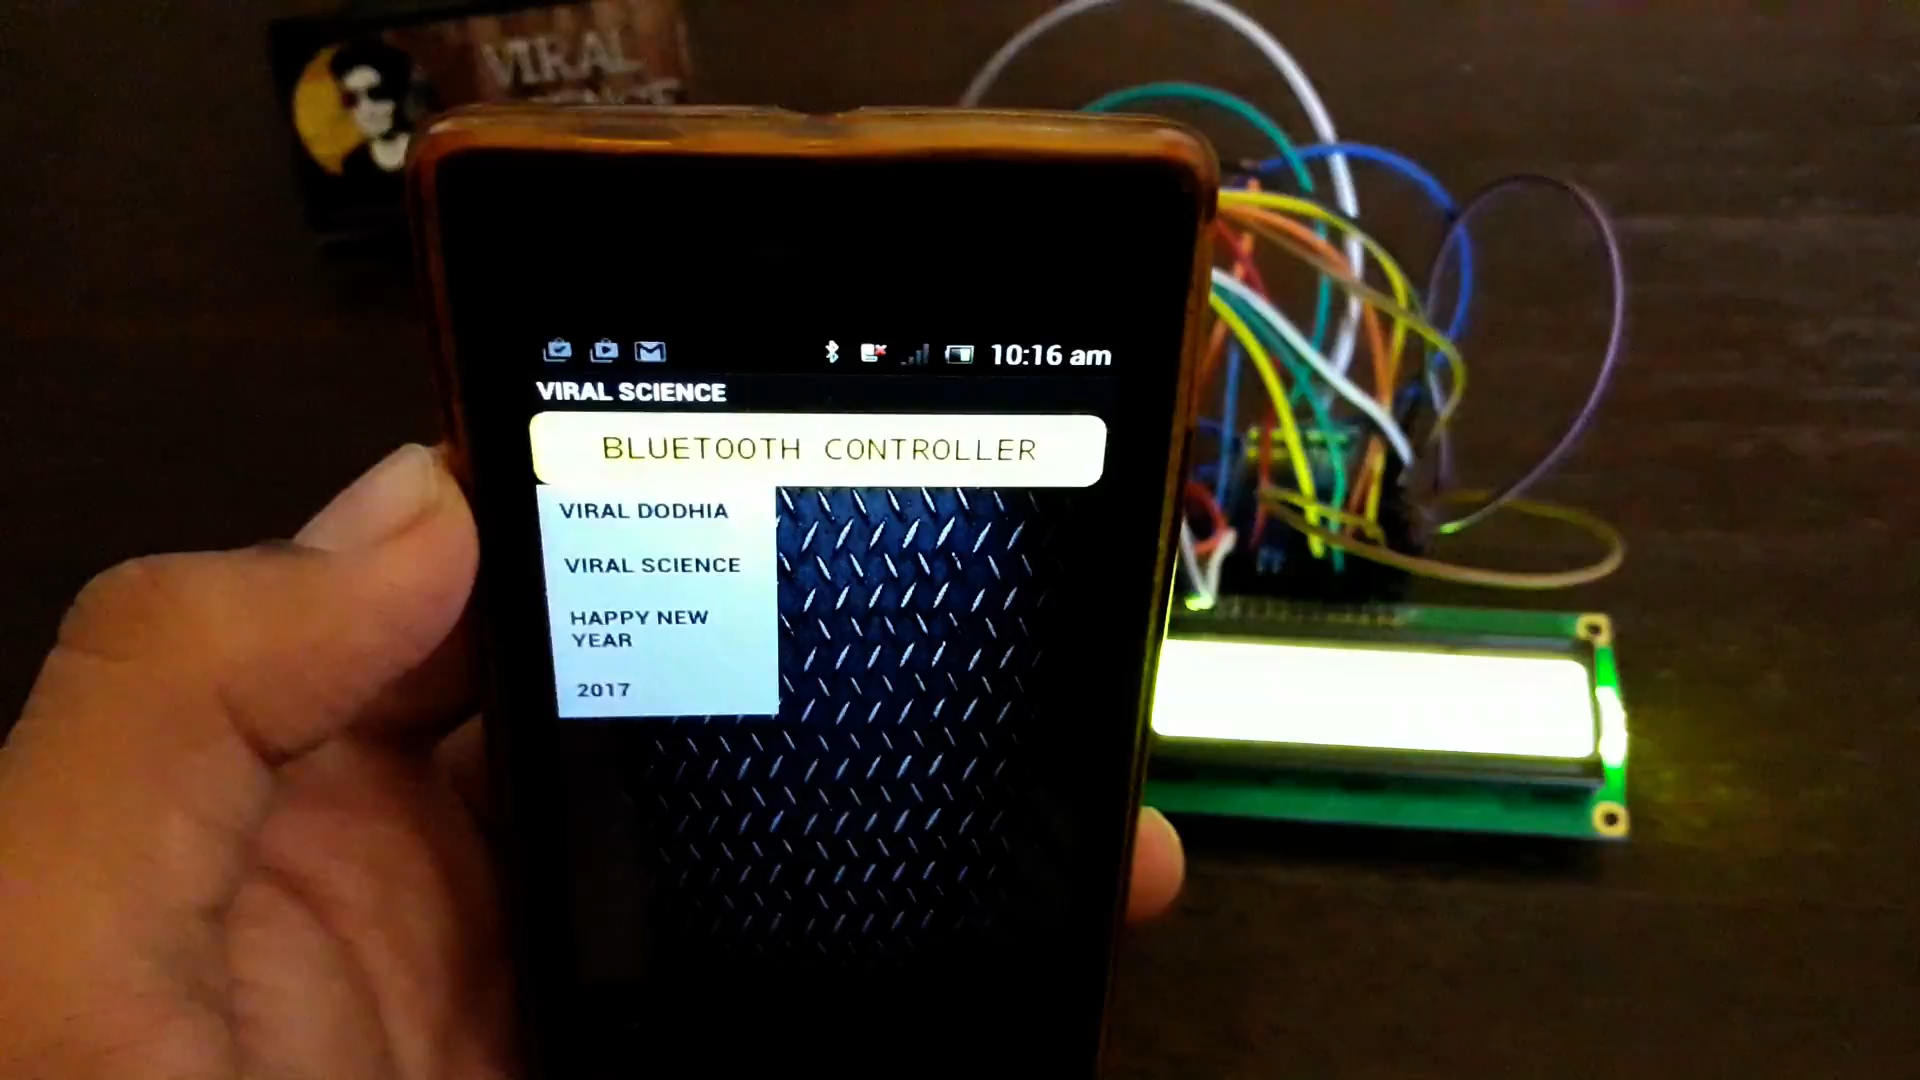 VIRAL
10:16 am
VIRAL SCIENCE
BLUETOOTH CONTROLLER
VIRAL DODHIA
VIRAL SCIENCE
HAPPY NEW
YEAR
2017